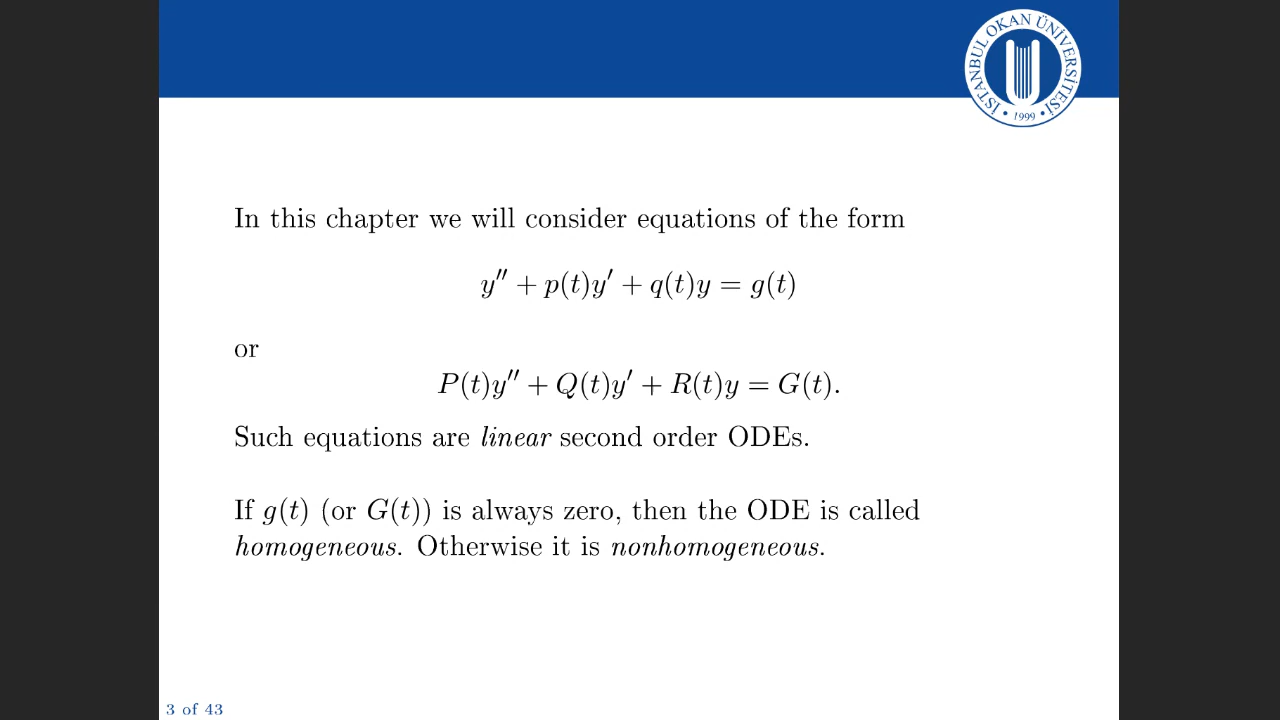 İSTANBUL OKAN ÜNİVERSİTESİ
• 1999 •
In this chapter we will consider equations of the form
y″ + p(t)y′ + q(t)y = g(t)
or
P(t)y″ + Q(t)y′ + R(t)y = G(t).
Such equations are linear second order ODEs.
If g(t) (or G(t)) is always zero, then the ODE is called
homogeneous. Otherwise it is nonhomogeneous.
3 of 43